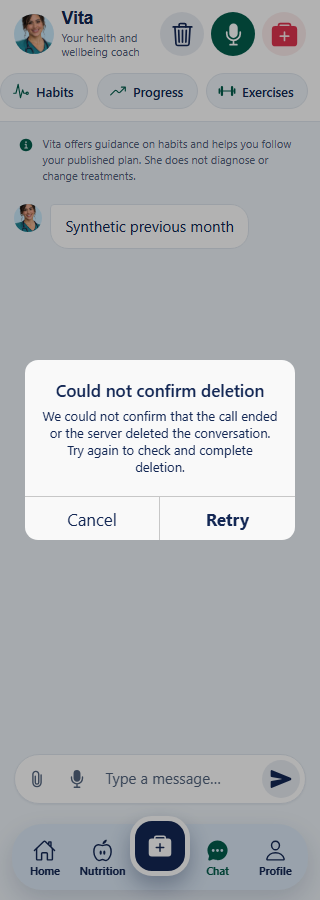 Vita
Your health and
wellbeing coach
Habits
Progress
Exercises
Vita offers guidance on habits and helps you follow
your published plan. She does not diagnose or
change treatments.
Synthetic previous month
Could not confirm deletion
We could not confirm that the call ended
or the server deleted the conversation.
Try again to check and complete
deletion.
Cancel
Retry
Type a message...
Home
Nutrition
Chat
Profile